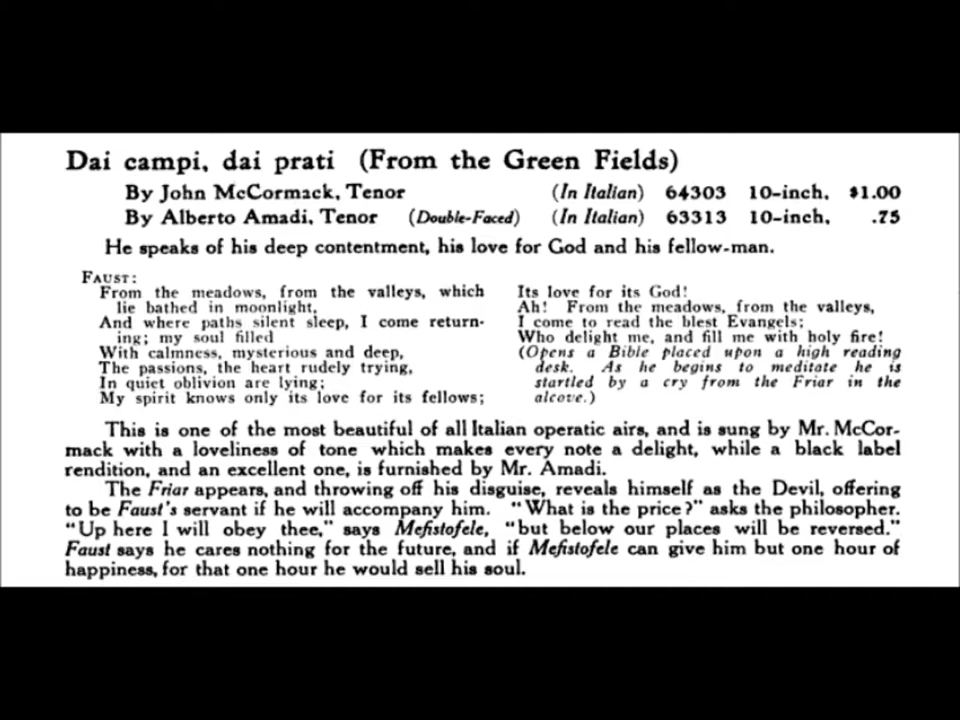 Dai campi, dai prati (From the Green Fields)
By John McCormack, Tenor (In Italian) 64303 10-inch, $1.00
By Alberto Amadi, Tenor (Double-Faced) (In Italian) 63313 10-inch, .75
He speaks of his deep contentment, his love for God and his fellow-man.
FAUST:
From the meadows, from the valleys, which
lie bathed in moonlight,
And where paths silent sleep, I come return-
ing; my soul filled
With calmness, mysterious and deep,
The passions, the heart rudely trying,
In quiet oblivion are lying;
My spirit knows only its love for its fellows;
Its love for its God!
Ah! From the meadows, from the valleys,
I come to read the blest Evangels;
Who delight me, and fill me with holy fire!
(Opens a Bible placed upon a high reading
desk. As he begins to meditate he is
startled by a cry from the Friar in the
alcove.)
This is one of the most beautiful of all Italian operatic airs, and is sung by Mr. McCor-
mack with a loveliness of tone which makes every note a delight, while a black label
rendition, and an excellent one, is furnished by Mr. Amadi.
The Friar appears, and throwing off his disguise, reveals himself as the Devil, offering
to be Faust's servant if he will accompany him. "What is the price?" asks the philosopher.
"Up here I will obey thee," says Mefistofele, "but below our places will be reversed."
Faust says he cares nothing for the future, and if Mefistofele can give him but one hour of
happiness, for that one hour he would sell his soul.